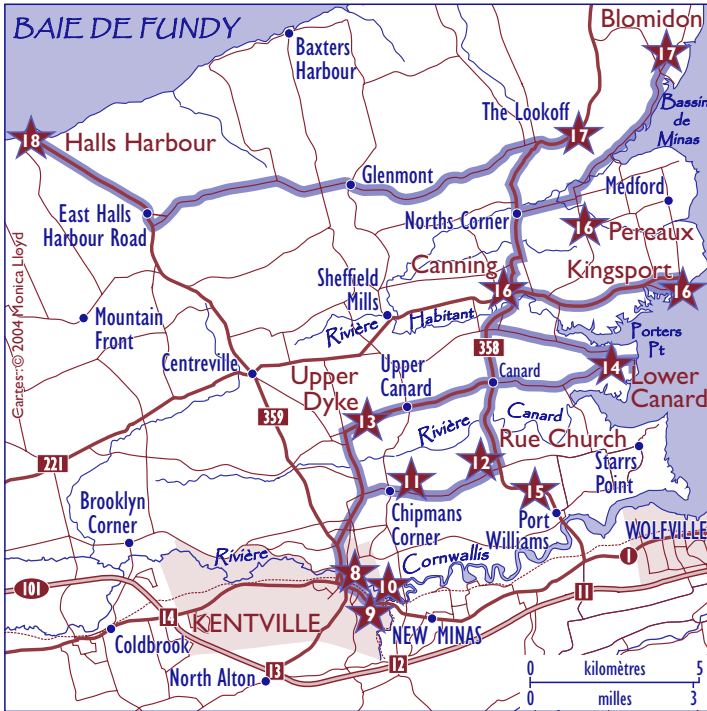 BAIE DE FUNDY
Blomidon
17
Baxters
Harbour
The Lookoff
17
Bassin
de
Minas
18
Halls Harbour
Glenmont
Medford
East Halls
Harbour Road
Norths Corner
16
Pereaux
Canning
16
Kingsport
16
Sheffield
Mills
Rivière
Habitant
Mountain
Front
Porters
Pt
358
Centreville
Upper
Dyke
13
Upper
Canard
Canard
14
Lower
Canard
359
Rivière
Canard
Rue Church
12
221
11
15
Starrs
Point
Brooklyn
Corner
Chipmans
Corner
Port
Williams
WOLFVILLE
Rivière
Cornwallis
1
8
10
9
101
14
11
KENTVILLE
NEW MINAS
Coldbrook
12
13
North Alton
0 kilomètres 5
0 milles 3
Cartes: © 2004 Monica Lloyd